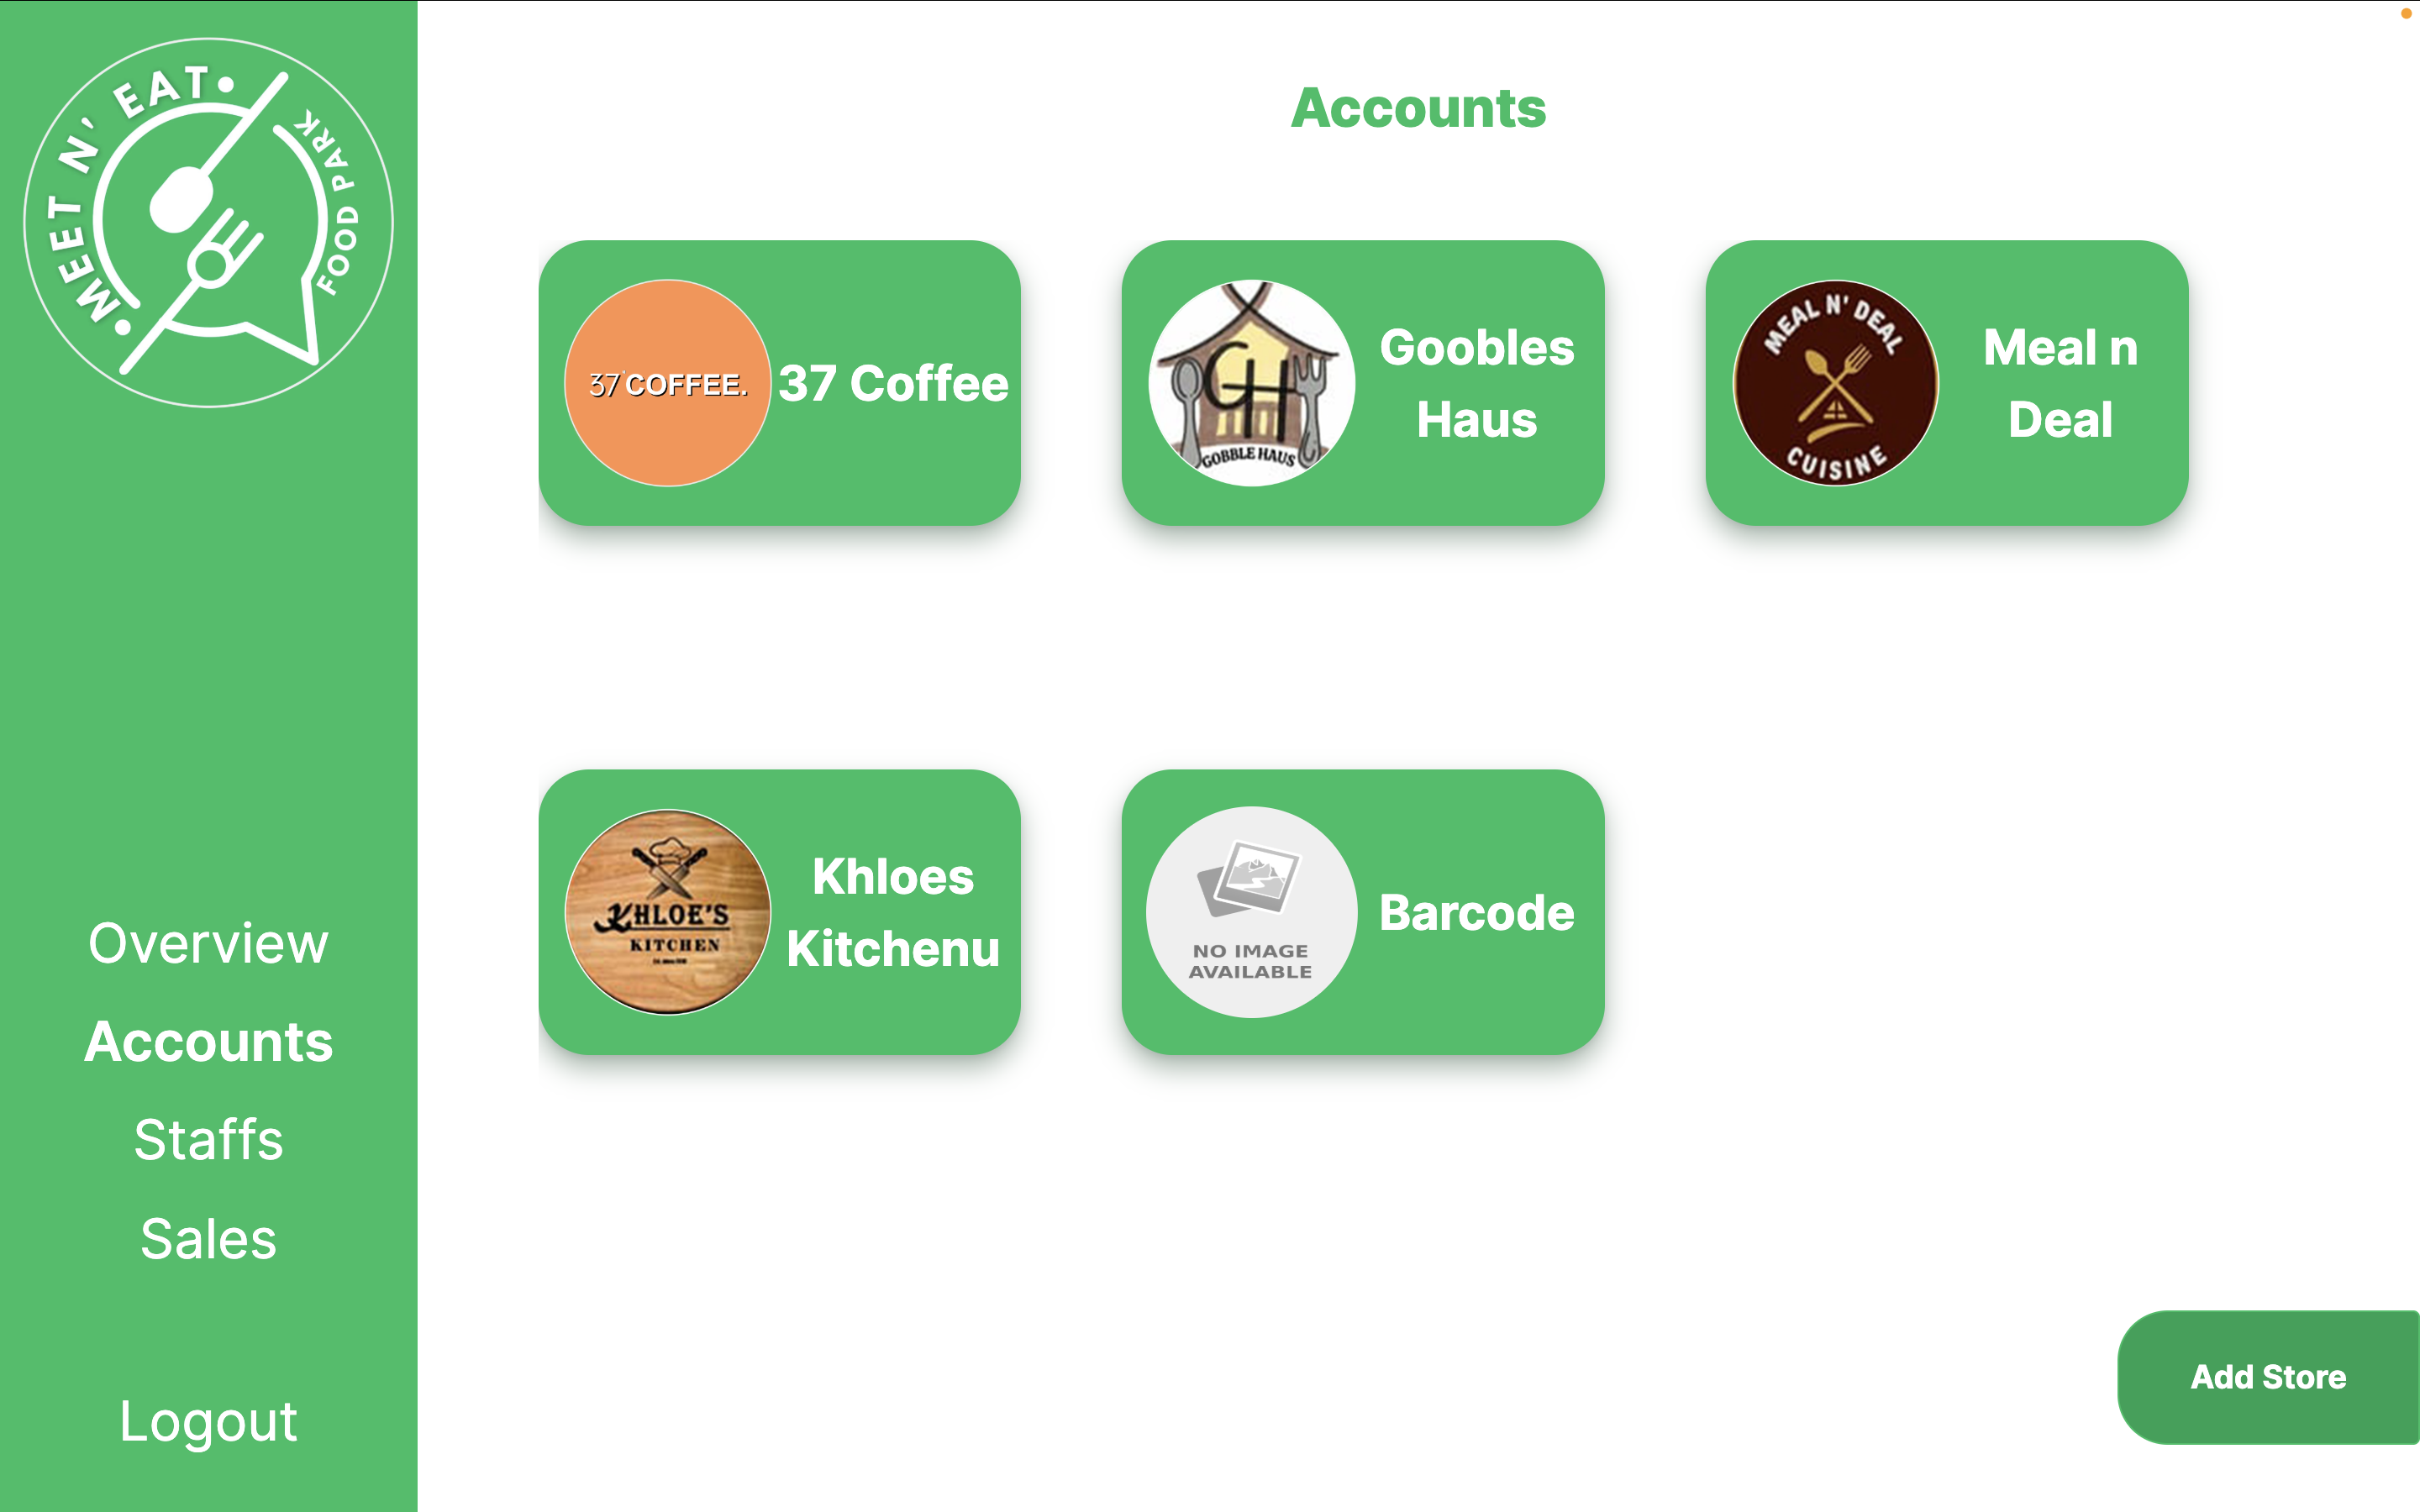 MEET N' EAT
FOOD PARK
Overview
Accounts
Staffs
Sales
Logout
Accounts
37°COFFEE.
37 Coffee
GH
GOBBLE HAUS
Goobles
Haus
MEAL N' DEAL
CUISINE
Meal n
Deal
KHLOE'S
KITCHEN
Khloes
Kitchenu
NO IMAGE
AVAILABLE
Barcode
Add Store